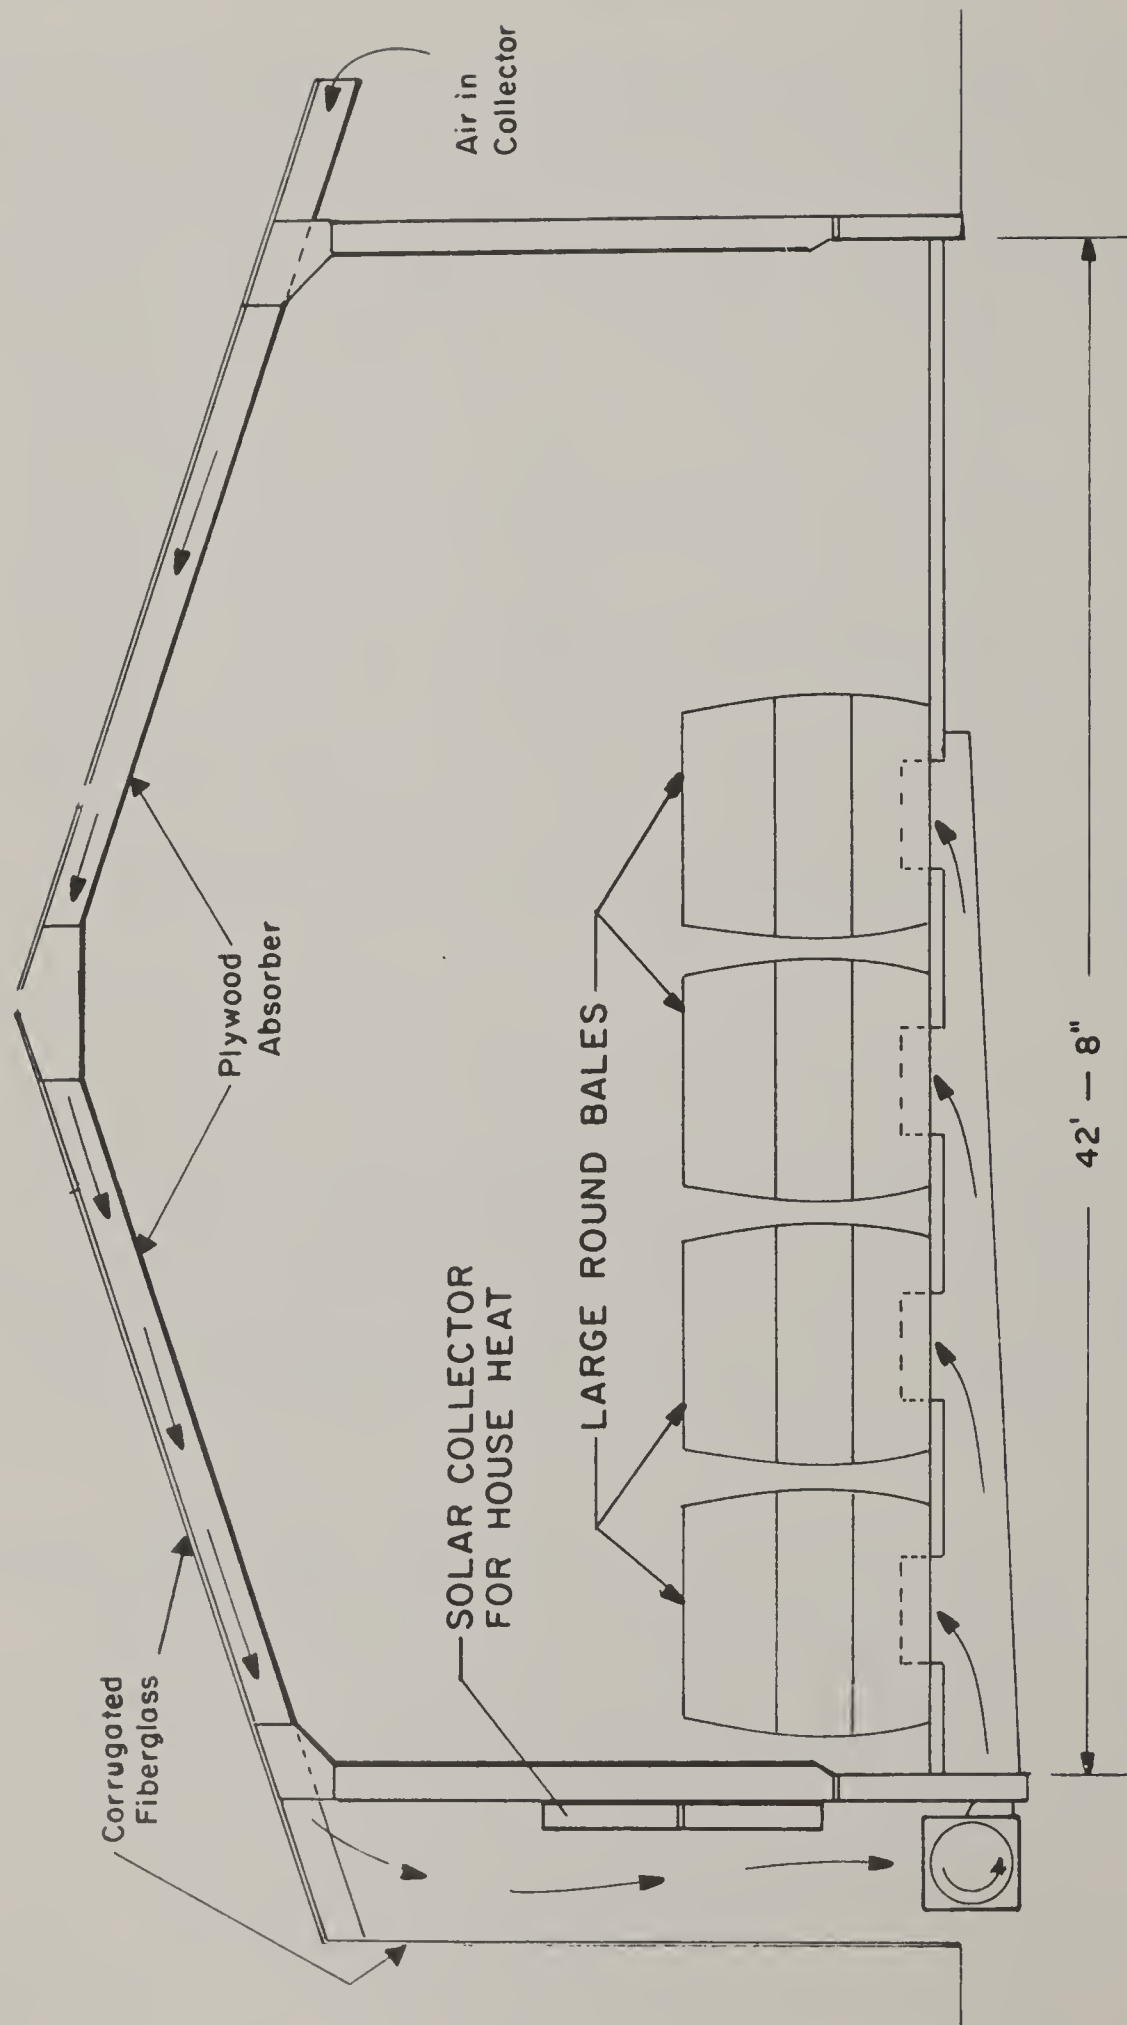 Corrugated
Fiberglass
Plywood
Absorber
Air in
Collector
SOLAR COLLECTOR
FOR HOUSE HEAT
LARGE ROUND BALES
42' — 8"